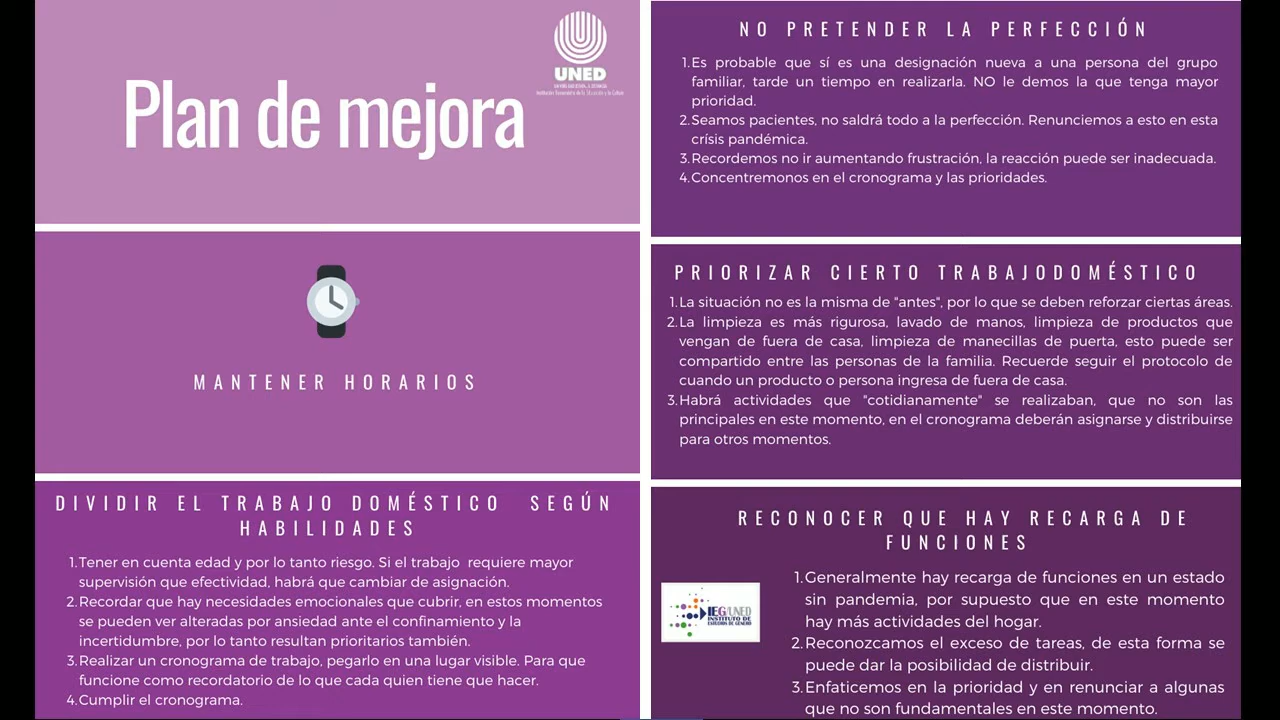 Plan de mejora
UNED
MANTENER HORARIOS
DIVIDIR EL TRABAJO DOMÉSTICO SEGÚN
HABILIDADES
1.Tener en cuenta edad y por lo tanto riesgo. Si el trabajo requiere mayor
supervisión que efectividad, habrá que cambiar de asignación.
2.Recordar que hay necesidades emocionales que cubrir, en estos momentos
se pueden ver alteradas por ansiedad ante el confinamiento y la
incertidumbre, por lo tanto resultan prioritarios también.
3.Realizar un cronograma de trabajo, pegarlo en una lugar visible. Para que
funcione como recordatorio de lo que cada quien tiene que hacer.
4.Cumplir el cronograma.
NO PRETENDER LA PERFECCIÓN
1.Es probable que sí es una designación nueva a una persona del grupo
familiar, tarde un tiempo en realizarla. NO le demos la que tenga mayor
prioridad.
2.Seamos pacientes, no saldrá todo a la perfección. Renunciemos a esto en esta
crísis pandémica.
3.Recordemos no ir aumentando frustración, la reacción puede ser inadecuada.
4.Concentremonos en el cronograma y las prioridades.
PRIORIZAR CIERTO TRABAJODOMÉSTICO
1.La situación no es la misma de "antes", por lo que se deben reforzar ciertas áreas.
2.La limpieza es más rigurosa, lavado de manos, limpieza de productos que
vengan de fuera de casa, limpieza de manecillas de puerta, esto puede ser
compartido entre las personas de la familia. Recuerde seguir el protocolo de
cuando un producto o persona ingresa de fuera de casa.
3.Habrá actividades que "cotidianamente" se realizaban, que no son las
principales en este momento, en el cronograma deberán asignarse y distribuirse
para otros momentos.
RECONOCER QUE HAY RECARGA DE
FUNCIONES
IEG/UNED
INSTITUTO DE
ESTUDIOS DE GÉNERO
1.Generalmente hay recarga de funciones en un estado
sin pandemia, por supuesto que en este momento
hay más actividades del hogar.
2.Reconozcamos el exceso de tareas, de esta forma se
puede dar la posibilidad de distribuir.
3.Enfaticemos en la prioridad y en renunciar a algunas
que no son fundamentales en este momento.